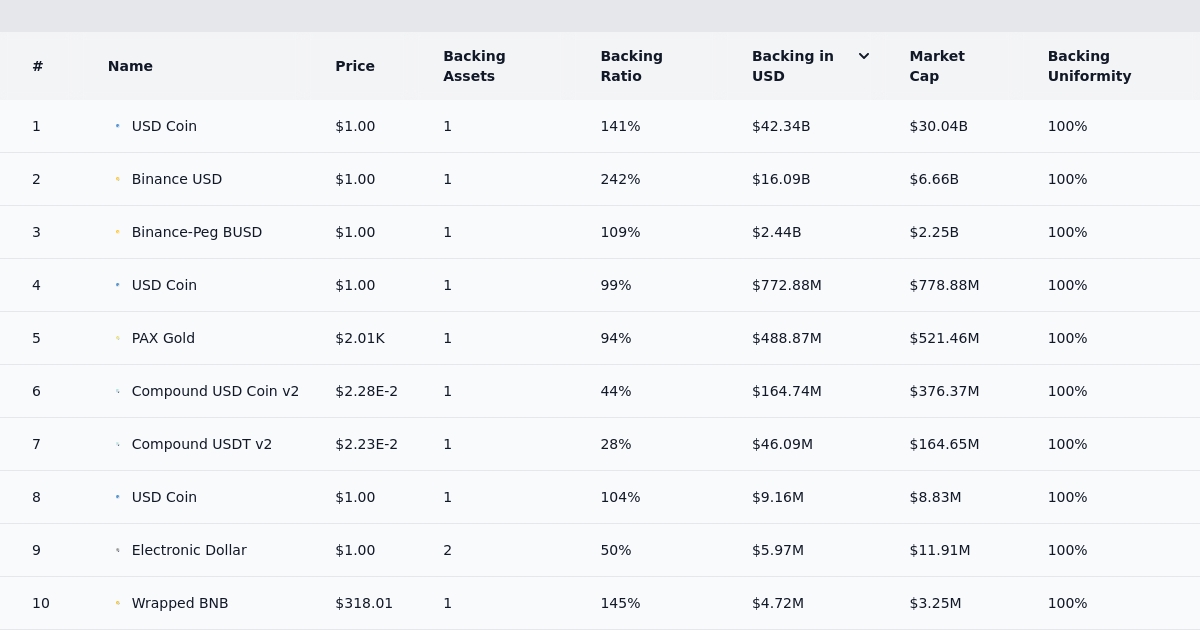 # Name Price Backing Assets Backing Ratio Backing in USD Market Cap Backing Uniformity
1 USD Coin $1.00 1 141% $42.34B $30.04B 100%
2 Binance USD $1.00 1 242% $16.09B $6.66B 100%
3 Binance-Peg BUSD $1.00 1 109% $2.44B $2.25B 100%
4 USD Coin $1.00 1 99% $772.88M $778.88M 100%
5 PAX Gold $2.01K 1 94% $488.87M $521.46M 100%
6 Compound USD Coin v2 $2.28E-2 1 44% $164.74M $376.37M 100%
7 Compound USDT v2 $2.23E-2 1 28% $46.09M $164.65M 100%
8 USD Coin $1.00 1 104% $9.16M $8.83M 100%
9 Electronic Dollar $1.00 2 50% $5.97M $11.91M 100%
10 Wrapped BNB $318.01 1 145% $4.72M $3.25M 100%